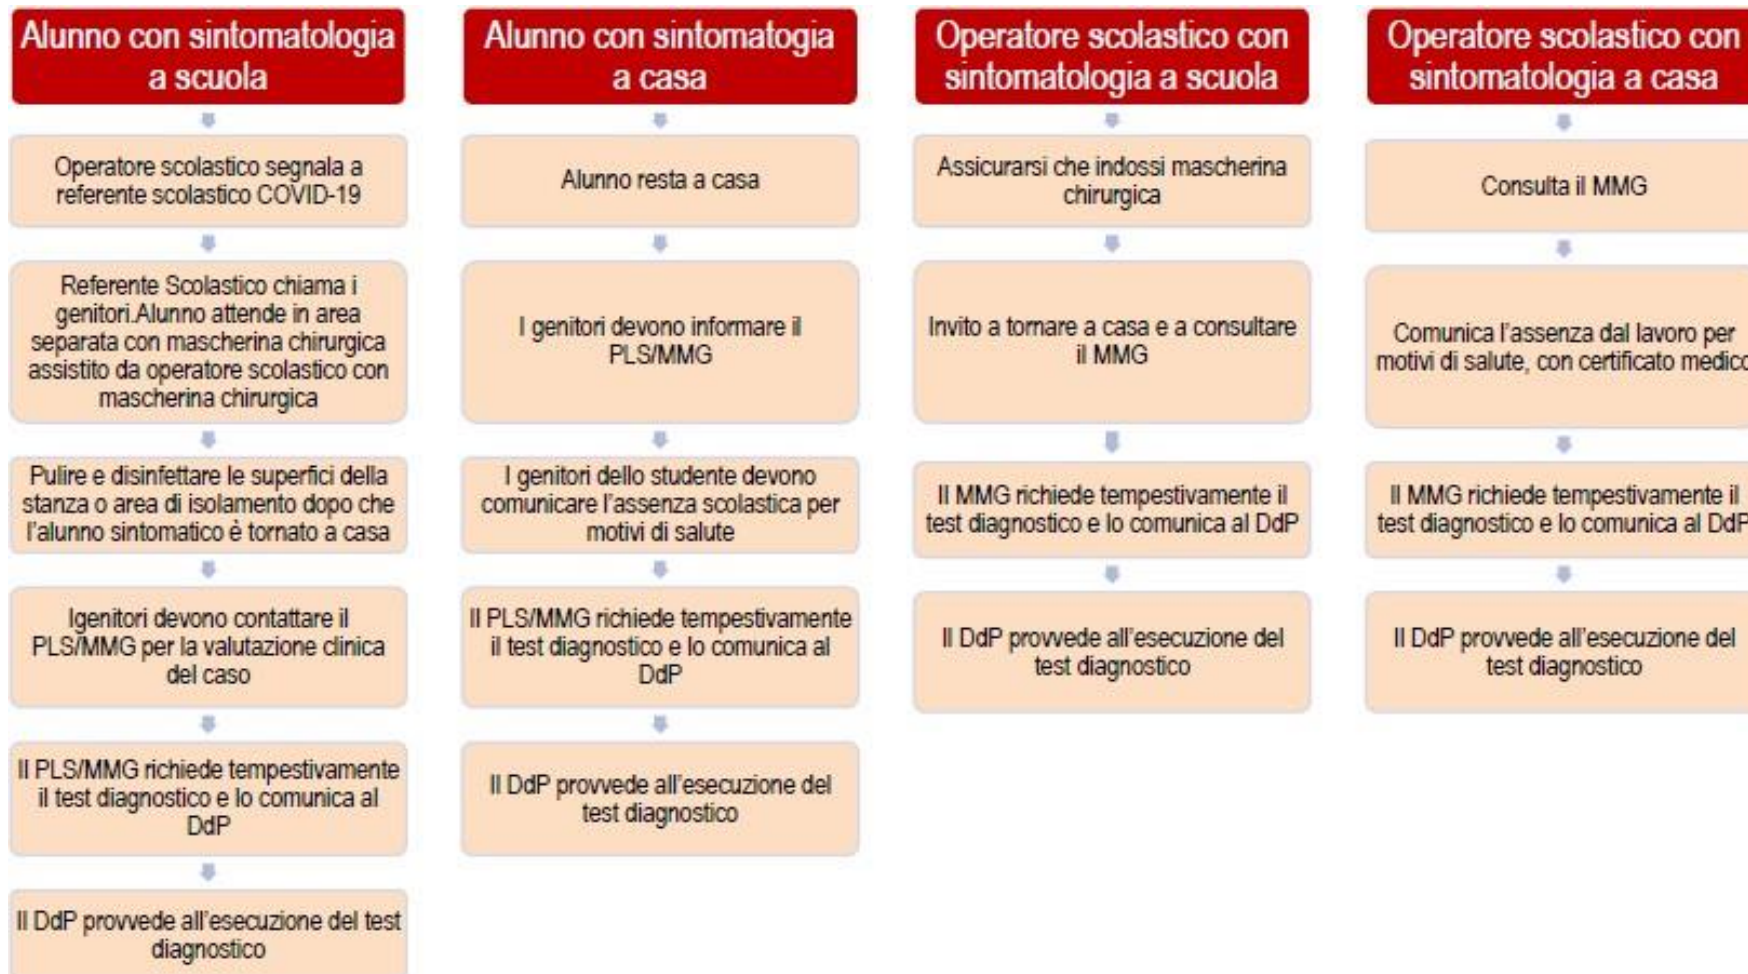 Alunno con sintomatologia
a scuola
Operatore scolastico segnala a
referente scolastico COVID-19
Referente Scolastico chiama i
genitori.Alunno attende in area
separata con mascherina chirurgica
assistito da operatore scolastico con
mascherina chirurgica
Pulire e disinfettare le superfici della
stanza o area di isolamento dopo che
l'alunno sintomatico è tornato a casa
Igenitori devono contattare il
PLS/MMG per la valutazione clinica
del caso
Il PLS/MMG richiede tempestivamente
il test diagnostico e lo comunica al
DdP
Il DdP provvede all'esecuzione del test
diagnostico
Alunno con sintomatogia
a casa
Alunno resta a casa
I genitori devono informare il
PLS/MMG
I genitori dello studente devono
comunicare l'assenza scolastica per
motivi di salute
Il PLS/MMG richiede tempestivamente
il test diagnostico e lo comunica al
DdP
Il DdP provvede all'esecuzione del
test diagnostico
Operatore scolastico con
sintomatologia a scuola
Assicurarsi che indossi mascherina
chirurgica
Invito a tornare a casa e a consultare
il MMG
Il MMG richiede tempestivamente il
test diagnostico e lo comunica al DdP
Il DdP provvede all'esecuzione del
test diagnostico
Operatore scolastico con
sintomatologia a casa
Consulta il MMG
Comunica l'assenza dal lavoro per
motivi di salute, con certificato medico
Il MMG richiede tempestivamente il
test diagnostico e lo comunica al DdP
Il DdP provvede all'esecuzione del
test diagnostico